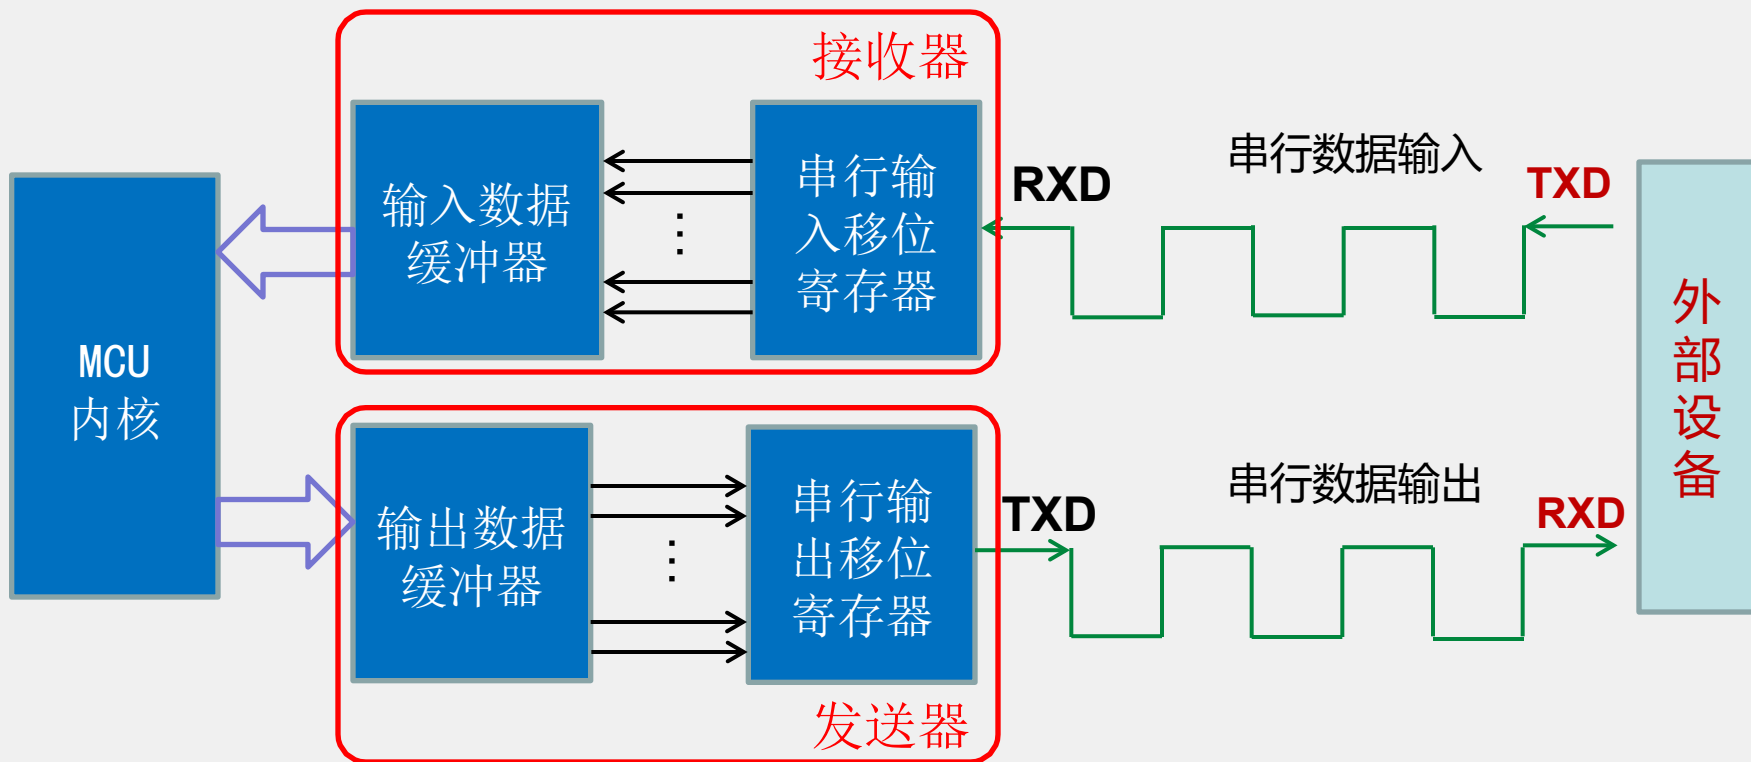 接收器
输入数据
缓冲器
串行输
入移位
寄存器
RXD
串行数据输入
TXD
MCU
内核
外
部
设
备
输出数据
缓冲器
串行输
出移位
寄存器
TXD
串行数据输出
RXD
发送器